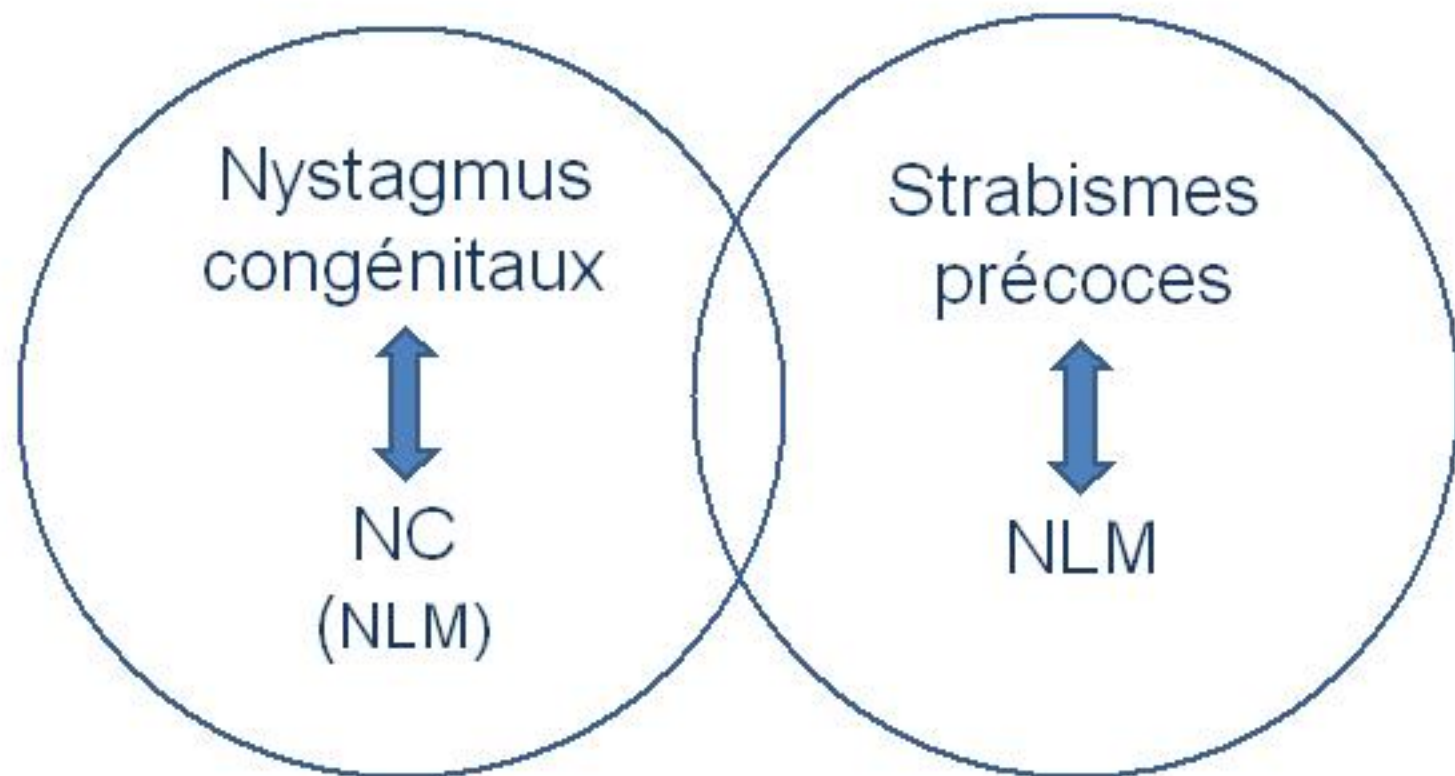 Nystagmus
congénitaux
NC
(NLM)
Strabismes
précoces
NLM